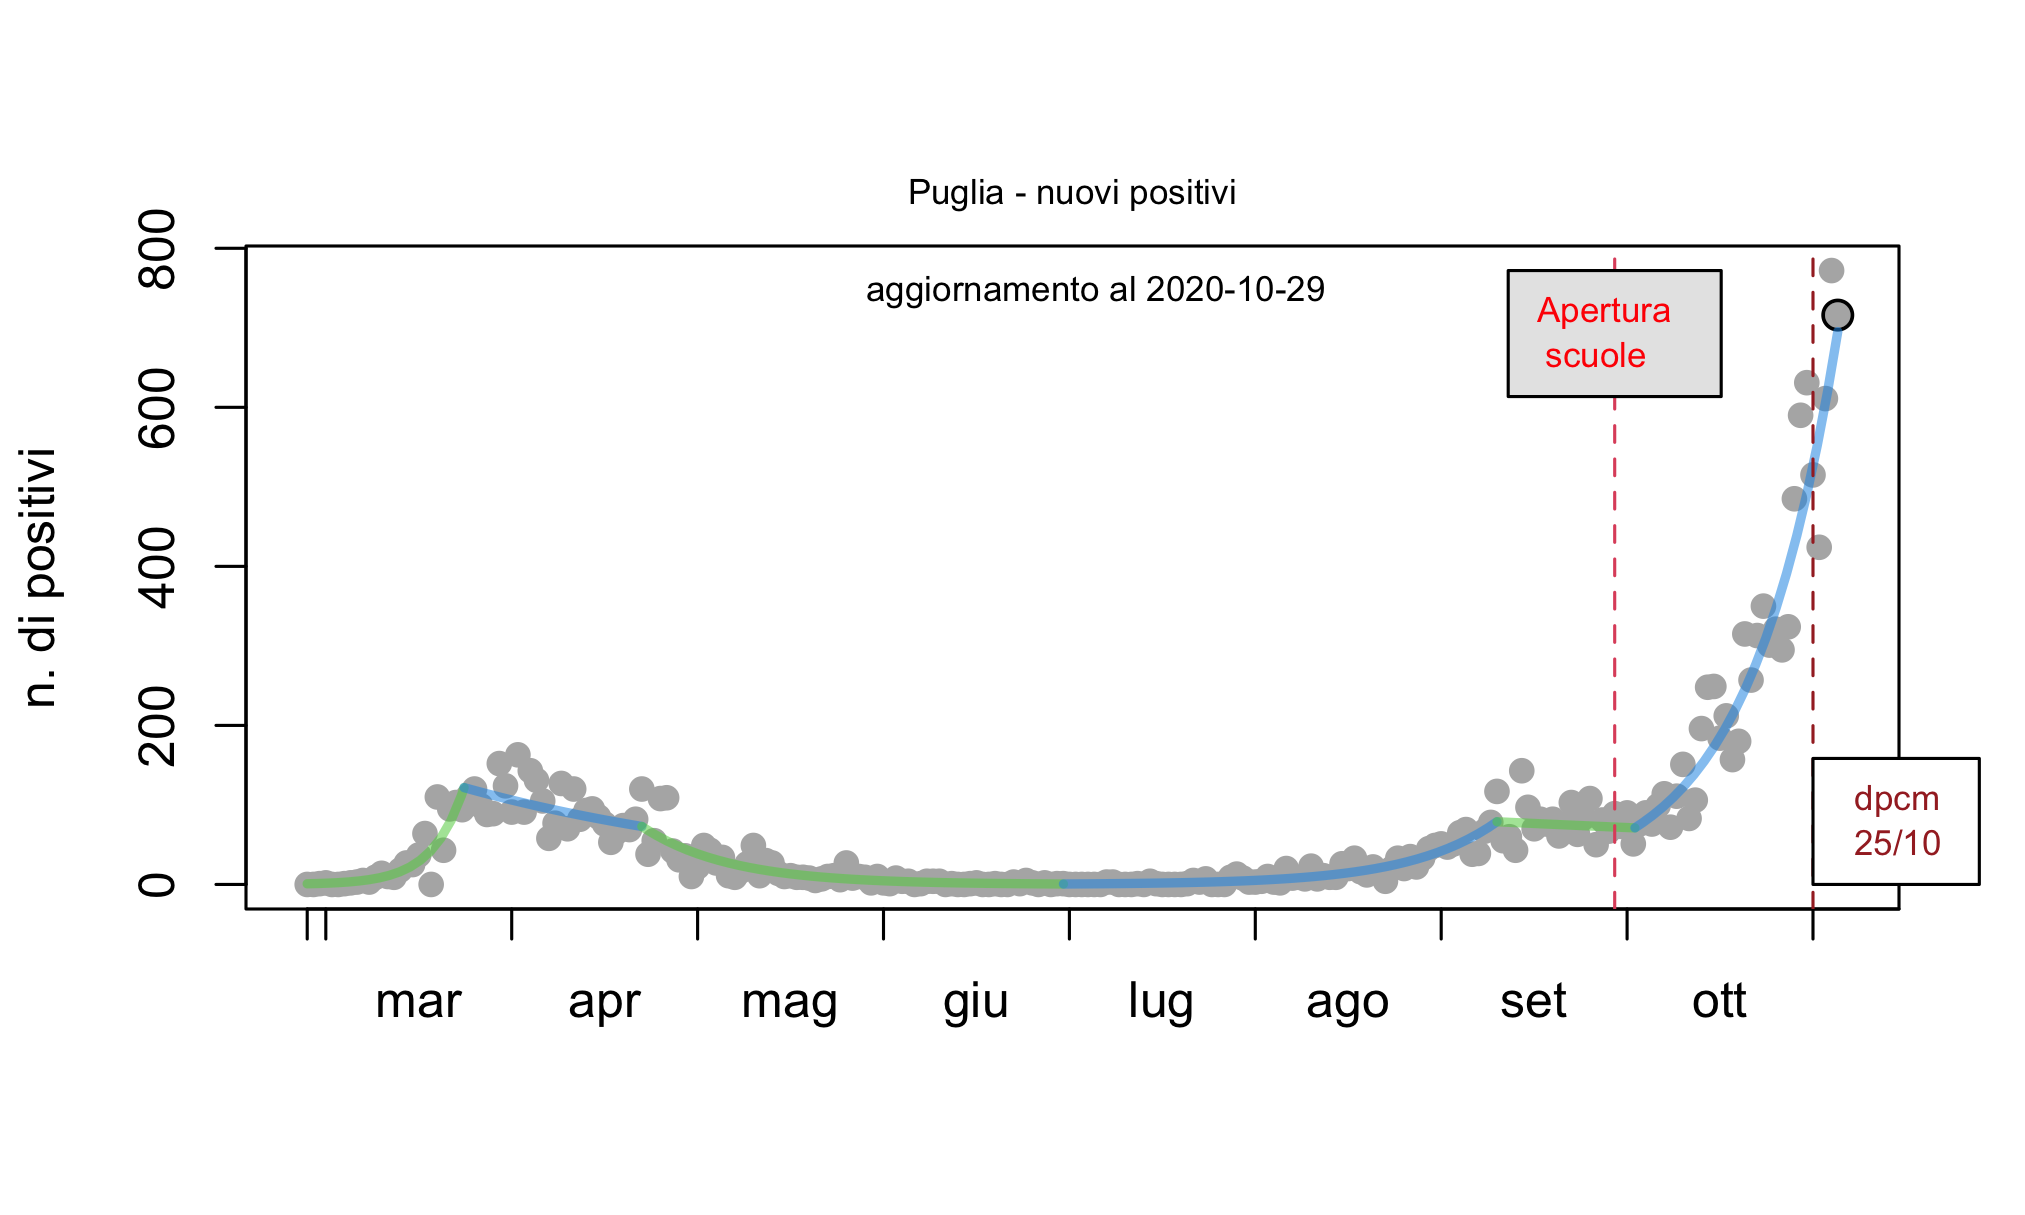 Puglia - nuovi positivi
aggiornamento al 2020-10-29
Apertura
scuole
n. di positivi
800
600
400
200
0
dpcm
25/10
mar apr mag giu lug ago set ott